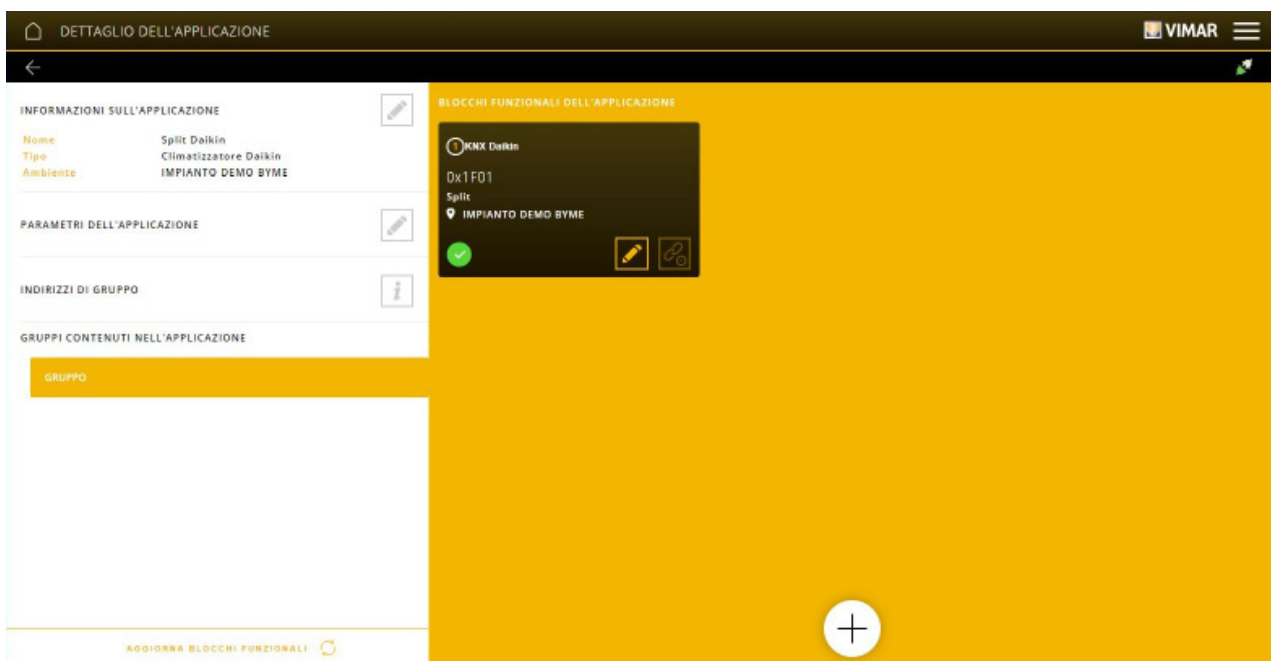 DETTAGLIO DELL'APPLICAZIONE
VIMAR
INFORMAZIONI SULL'APPLICAZIONE
Nome Split Daikin
Tipo Climatizzatore Daikin
Ambiente IMPIANTO DEMO BYME
PARAMETRI DELL'APPLICAZIONE
INDIRIZZI DI GRUPPO
i
GRUPPI CONTENUTI NELL'APPLICAZIONE
GRUPPO
AGGIORNA BLOCCHI FUNZIONALI
BLOCCHI FUNZIONALI DELL'APPLICAZIONE
1 KNX Daikin
0x1F01
Split
IMPIANTO DEMO BYME